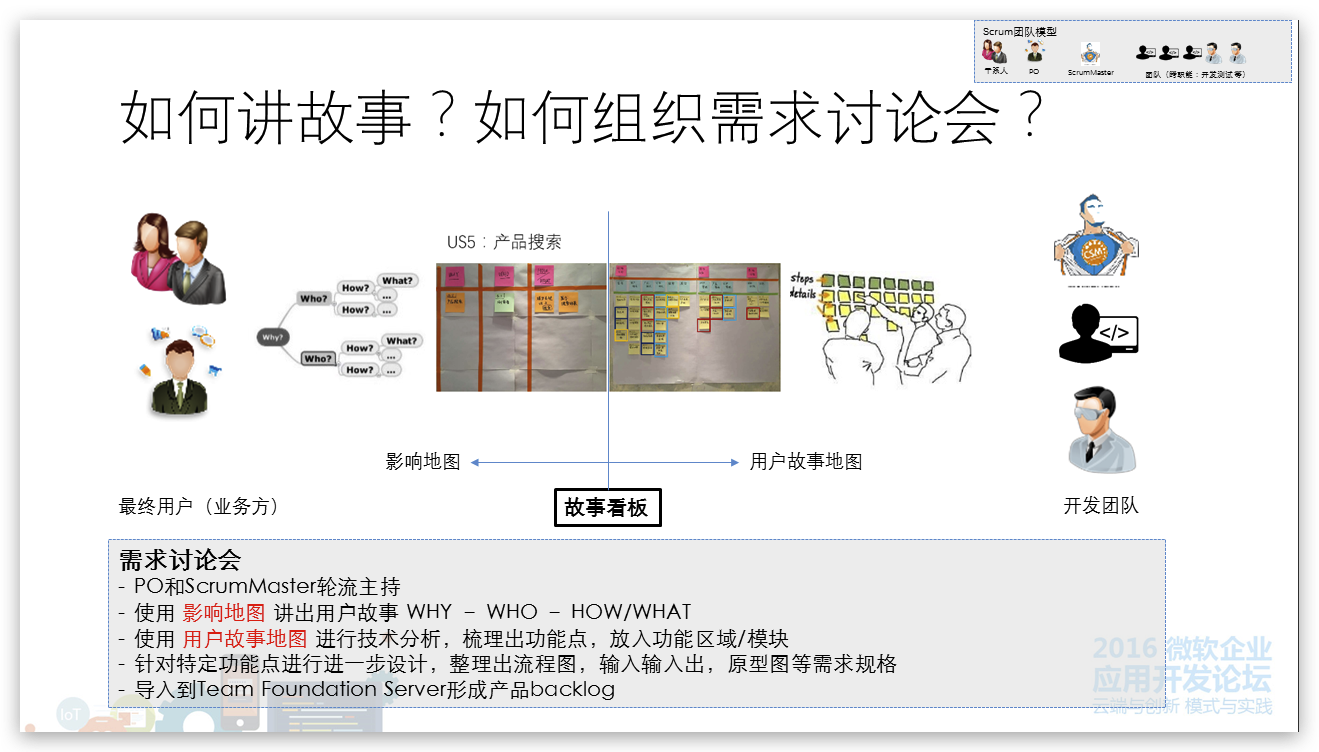 Scrum团队模型
干系人
PO
ScrumMaster
团队（跨职能：开发测试等）
如何讲故事？如何组织需求讨论会？
US5：产品搜索
Why?
Who?
How?
What?
...
How?
...
Who?
How?
What?
...
How?
...
steps
details
CSM
</>
影响地图
用户故事地图
最终用户（业务方）
故事看板
开发团队
需求讨论会
- PO和ScrumMaster轮流主持
- 使用 影响地图 讲出用户故事 WHY – WHO – HOW/WHAT
- 使用 用户故事地图 进行技术分析，梳理出功能点，放入功能区域/模块
- 针对特定功能点进行进一步设计，整理出流程图，输入输入出，原型图等需求规格
- 导入到Team Foundation Server形成产品backlog
IoT
2016 微软企业
应用开发论坛
云端与创新 模式与实践